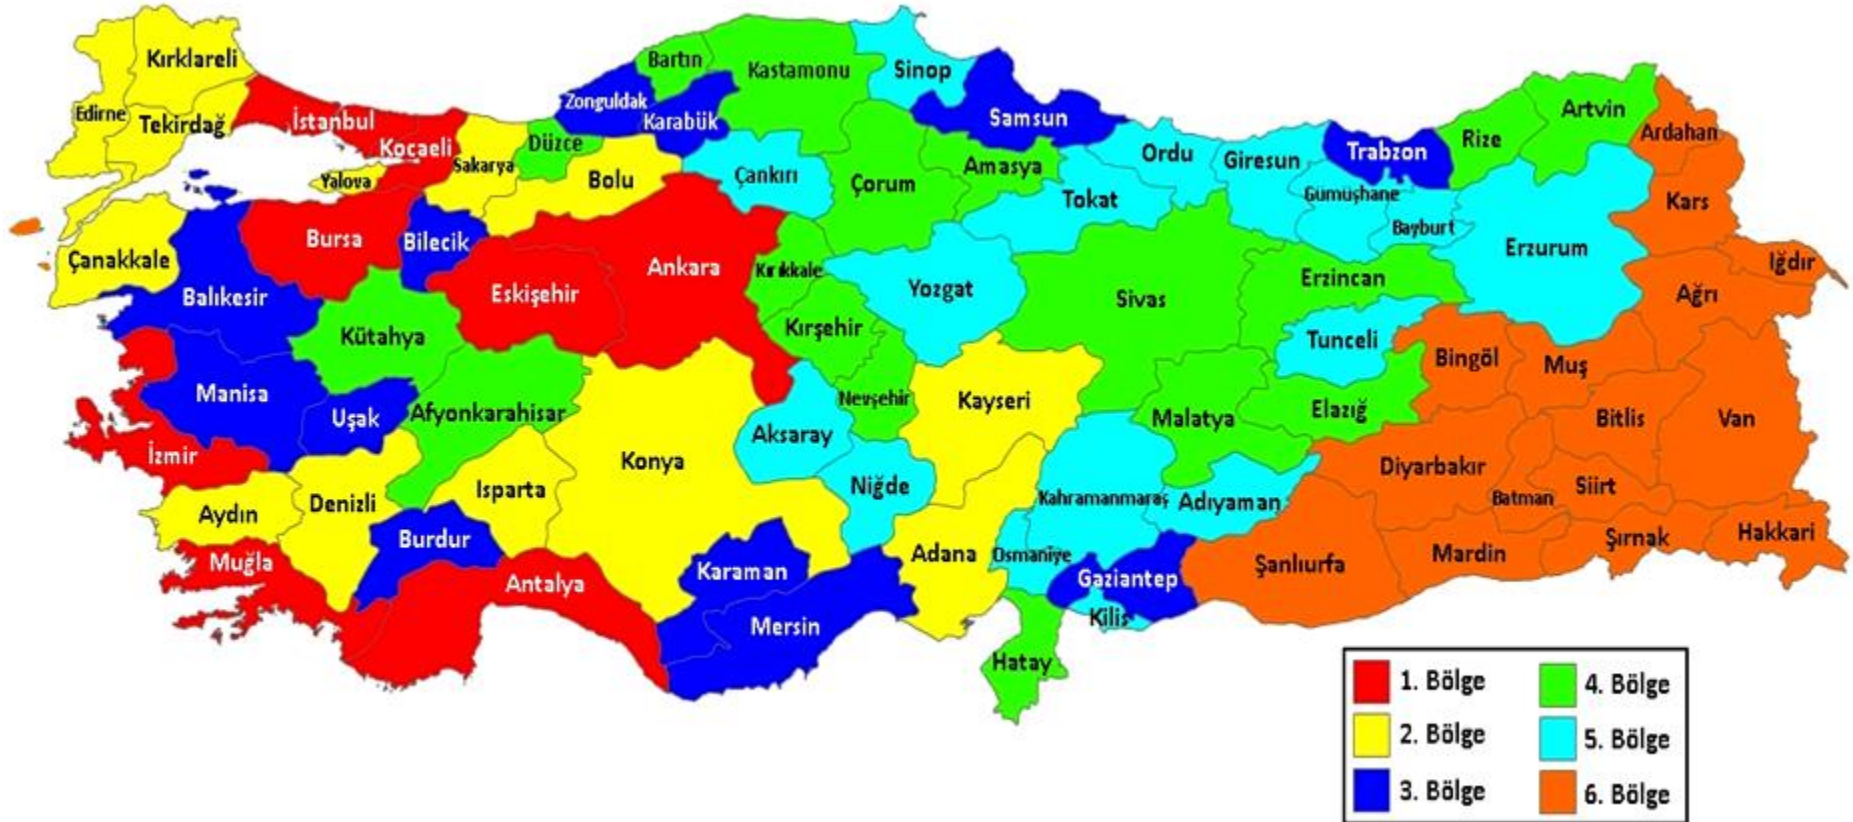 Kırklareli
Edirne
Tekirdağ
İstanbul
Kocaeli
Yalova
Sakarya
Düzce
Bolu
Zonguldak
Bartın
Karabük
Kastamonu
Sinop
Çankırı
Çorum
Samsun
Amasya
Ordu
Tokat
Giresun
Gümüşhane
Trabzon
Bayburt
Rize
Artvin
Ardahan
Kars
Erzurum
Iğdır
Ağrı
Çanakkale
Balıkesir
Bursa
Bilecik
Eskişehir
Ankara
Kırıkkale
Kırşehir
Yozgat
Sivas
Erzincan
Tunceli
Bingöl
Muş
Kütahya
Manisa
Uşak
Afyonkarahisar
Nevşehir
Kayseri
Malatya
Elazığ
Bitlis
Van
İzmir
Aydın
Denizli
Isparta
Konya
Aksaray
Niğde
Kahramanmaraş
Adıyaman
Diyarbakır
Batman
Siirt
Muğla
Burdur
Antalya
Karaman
Mersin
Adana
Osmaniye
Gaziantep
Kilis
Hatay
Şanlıurfa
Mardin
Şırnak
Hakkari
1. Bölge
2. Bölge
3. Bölge
4. Bölge
5. Bölge
6. Bölge